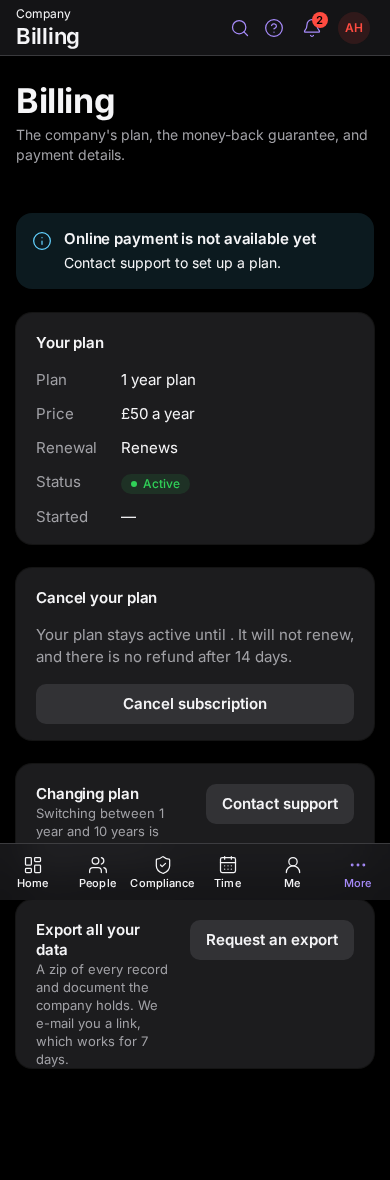 Company
Billing
2
AH
Billing
The company's plan, the money-back guarantee, and
payment details.
Online payment is not available yet
Contact support to set up a plan.
Your plan
Plan 1 year plan
Price £50 a year
Renewal Renews
Status Active
Started —
Cancel your plan
Your plan stays active until . It will not renew,
and there is no refund after 14 days.
Cancel subscription
Changing plan
Switching between 1
year and 10 years is
Contact support
Home People Compliance Time Me More
Export all your
data
A zip of every record
and document the
company holds. We
e-mail you a link,
which works for 7
days.
Request an export